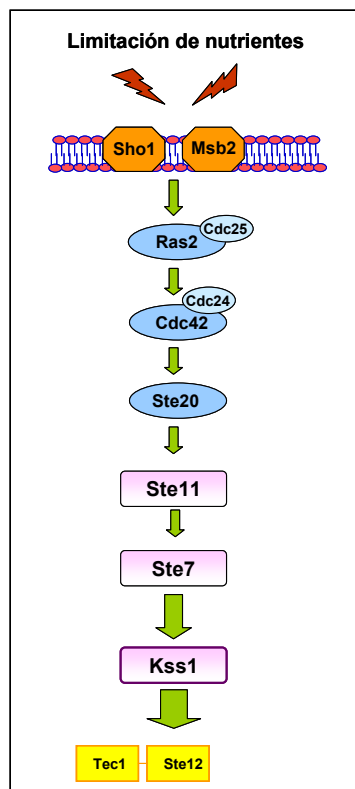 Limitación de nutrientes
Sho1 Msb2
Cdc25
Ras2
Cdc24
Cdc42
Ste20
Ste11
Ste7
Kss1
Tec1 Ste12